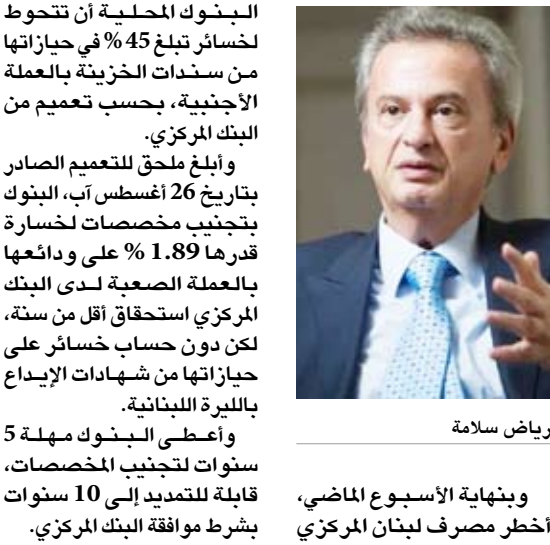 رياض سلامة
وبنهاية الأسبوع الماضي،
أخطر مصرف لبنان المركزي
البنوك المحلية أن تتحوط
لخسائر تبلغ 45 % في حيازاتها
من سندات الخزينة بالعملة
الأجنبية، بحسب تعميم من
البنك المركزي.
وأبلغ ملحق للتعميم الصادر
بتاريخ 26 أغسطس آب، البنوك
بتجنيب مخصصات لخسارة
قدرها 1.89 % على ودائعها
بالعملة الصعبة لدى البنك
المركزي استحقاق أقل من سنة،
لكن دون حساب خسائر على
حيازاتها من شهادات الإيداع
بالليرة اللبنانية.
وأعطى البنوك مهلة 5
سنوات لتجنيب المخصصات،
قابلة للتمديد إلى 10 سنوات
بشرط موافقة البنك المركزي.